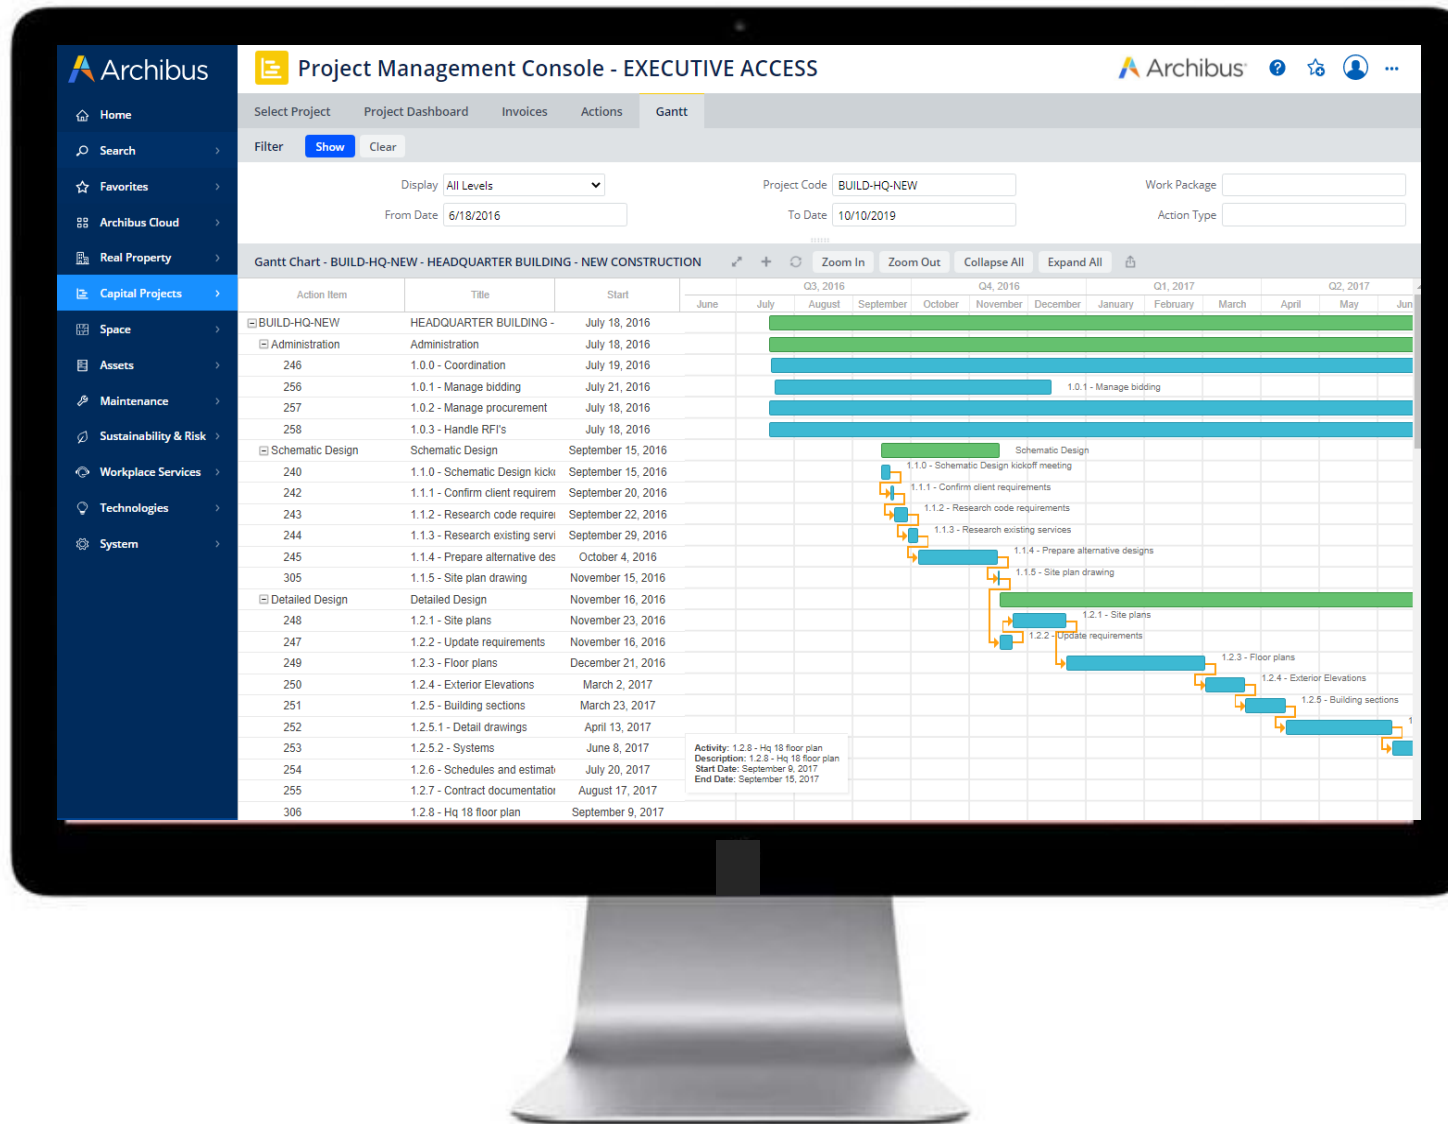 Archibus
Project Management Console - EXECUTIVE ACCESS
Archibus
Home
Search
Favorites
Archibus Cloud
Real Property
Capital Projects
Space
Assets
Maintenance
Sustainability & Risk
Workplace Services
Technologies
System
Select Project Project Dashboard Invoices Actions Gantt
Filter Show Clear
Display All Levels Project Code BUILD-HQ-NEW Work Package
From Date 6/18/2016 To Date 10/10/2019 Action Type
Gantt Chart - BUILD-HQ-NEW - HEADQUARTER BUILDING - NEW CONSTRUCTION Zoom In Zoom Out Collapse All Expand All
Action Item Title Start
Q3, 2016 Q4, 2016 Q1, 2017 Q2, 2017
June July August September October November December January February March April May Jun
BUILD-HQ-NEW HEADQUARTER BUILDING - July 18, 2016
Administration Administration July 18, 2016
246 1.0.0 - Coordination July 19, 2016
256 1.0.1 - Manage bidding July 21, 2016 1.0.1 - Manage bidding
257 1.0.2 - Manage procurement July 18, 2016
258 1.0.3 - Handle RFI's July 18, 2016
Schematic Design Schematic Design September 15, 2016 Schematic Design
240 1.1.0 - Schematic Design kick September 15, 2016 1.1.0 - Schematic Design kickoff meeting
242 1.1.1 - Confirm client requirem September 20, 2016 1.1.1 - Confirm client requirements
243 1.1.2 - Research code require September 22, 2016 1.1.2 - Research code requirements
244 1.1.3 - Research existing servi September 29, 2016 1.1.3 - Research existing services
245 1.1.4 - Prepare alternative des October 4, 2016 1.1.4 - Prepare alternative designs
305 1.1.5 - Site plan drawing November 15, 2016 1.1.5 - Site plan drawing
Detailed Design Detailed Design November 16, 2016
248 1.2.1 - Site plans November 23, 2016 1.2.1 - Site plans
247 1.2.2 - Update requirements November 16, 2016 1.2.2 - Update requirements
249 1.2.3 - Floor plans December 21, 2016 1.2.3 - Floor plans
250 1.2.4 - Exterior Elevations March 2, 2017 1.2.4 - Exterior Elevations
251 1.2.5 - Building sections March 23, 2017 1.2.5 - Building sections
252 1.2.5.1 - Detail drawings April 13, 2017 1
253 1.2.5.2 - Systems June 8, 2017
254 1.2.6 - Schedules and estimat July 20, 2017
255 1.2.7 - Contract documentatior August 17, 2017
306 1.2.8 - Hq 18 floor plan September 9, 2017
Activity: 1.2.8 - Hq 18 floor plan
Description: 1.2.8 - Hq 18 floor plan
Start Date: September 9, 2017
End Date: September 15, 2017